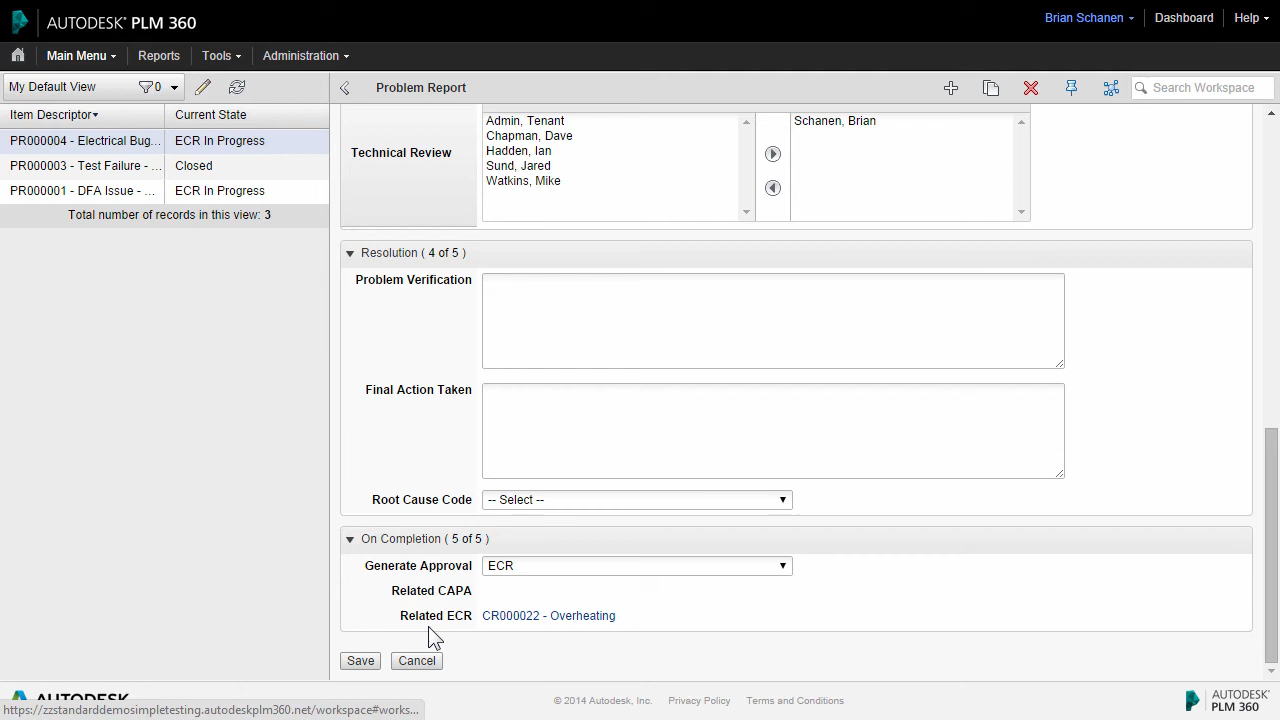 AUTODESK® PLM 360
Brian Schanen
Dashboard
Help
Main Menu
Reports
Tools
Administration
My Default View
0
Problem Report
Search Workspace
Item Descriptor
Current State
PR000004 - Electrical Bug...
ECR In Progress
PR000003 - Test Failure - ...
Closed
PR000001 - DFA Issue - ...
ECR In Progress
Total number of records in this view: 3
Technical Review
Admin, Tenant
Chapman, Dave
Hadden, Ian
Sund, Jared
Watkins, Mike
Schanen, Brian
Resolution ( 4 of 5 )
Problem Verification
Final Action Taken
Root Cause Code
-- Select --
On Completion ( 5 of 5 )
Generate Approval
ECR
Related CAPA
Related ECR
CR000022 - Overheating
Save
Cancel
AUTODESK
https://zzstandarddemosimpletesting.autodeskplm360.net/workspace#works...
© 2014 Autodesk, Inc.
Privacy Policy
Terms and Conditions
AUTODESK®
PLM 360